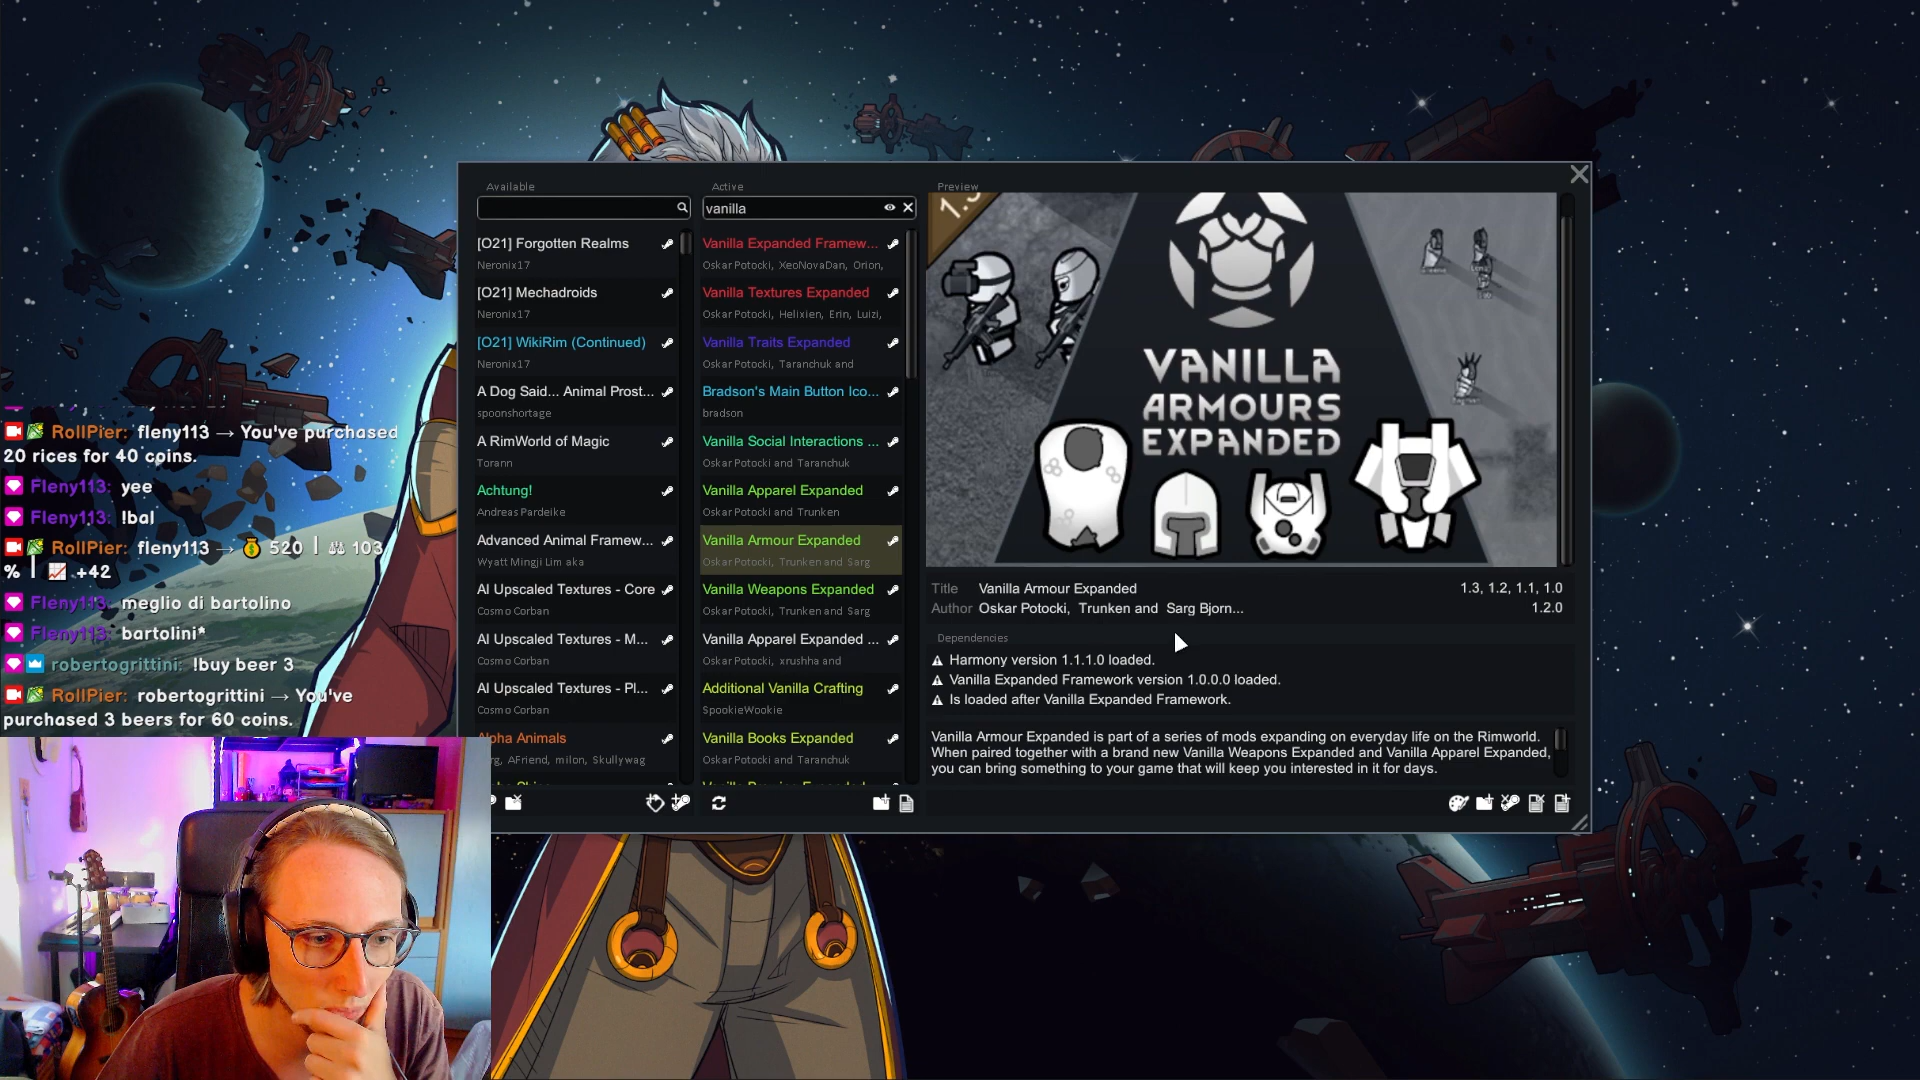 Available
[O21] Forgotten Realms
Neronix17
[O21] Mechadroids
Neronix17
[O21] WikiRim (Continued)
Neronix17
A Dog Said... Animal Prost...
spoonshortage
A RimWorld of Magic
Torann
Achtung!
Andreas Pardeike
Advanced Animal Framew...
Wyatt Mingji Lim aka
AI Upscaled Textures - Core
Cosmo Corban
AI Upscaled Textures - M...
Cosmo Corban
AI Upscaled Textures - Pl...
Cosmo Corban
Alpha Animals
AFriend, milon, Skullywag
Active
vanilla
Vanilla Expanded Framew...
Oskar Potocki, XeoNovaDan, Orion,
Vanilla Textures Expanded
Oskar Potocki, Helixien, Erin, Luizi,
Vanilla Traits Expanded
Oskar Potocki, Taranchuk and
Bradson's Main Button Ico...
bradson
Vanilla Social Interactions ...
Oskar Potocki and Taranchuk
Vanilla Apparel Expanded
Oskar Potocki and Trunken
Vanilla Armour Expanded
Oskar Potocki, Trunken and Sarg
Vanilla Weapons Expanded
Oskar Potocki, Trunken and Sarg
Vanilla Apparel Expanded ...
Oskar Potocki, xrushha and
Additional Vanilla Crafting
SpookieWookie
Vanilla Books Expanded
Oskar Potocki and Taranchuk
Preview
VANILLA
ARMOURS
EXPANDED
Title Vanilla Armour Expanded 1.3, 1.2, 1.1, 1.0
Author Oskar Potocki, Trunken and Sarg Bjorn... 1.2.0
Dependencies
Harmony version 1.1.1.0 loaded.
Vanilla Expanded Framework version 1.0.0.0 loaded.
Is loaded after Vanilla Expanded Framework.
Vanilla Armour Expanded is part of a series of mods expanding on everyday life on the Rimworld.
When paired together with a brand new Vanilla Weapons Expanded and Vanilla Apparel Expanded,
you can bring something to your game that will keep you interested in it for days.
RollPier: fleny113 → You've purchased
20 rices for 40 coins.
Fleny113: yee
Fleny113: !bal
RollPier: fleny113 → 520 | 103
% | +42
Fleny113: meglio di bartolino
Fleny113: bartolini*
robertogrittini: !buy beer 3
RollPier: robertogrittini → You've
purchased 3 beers for 60 coins.